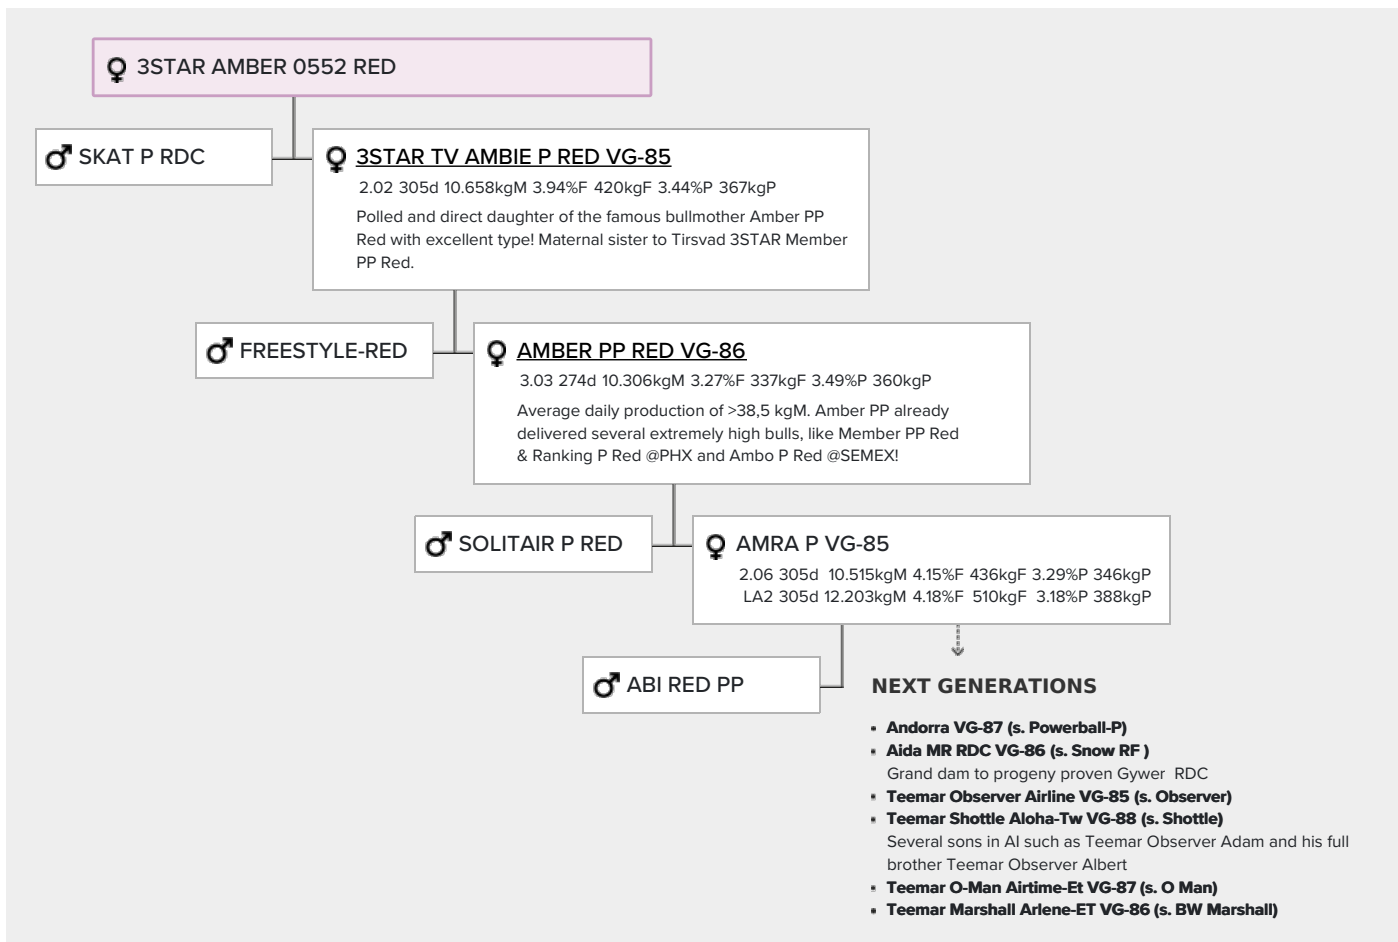 3STAR AMBER 0552 RED
SKAT P RDC
3STAR TV AMBIE P RED VG-85
2.02 305d 10.658kgM 3.94%F 420kgF 3.44%P 367kgP
Polled and direct daughter of the famous bullmother Amber PP
Red with excellent type! Maternal sister to Tirsvad 3STAR Member
PP Red.
FREESTYLE-RED
AMBER PP RED VG-86
3.03 274d 10.306kgM 3.27%F 337kgF 3.49%P 360kgP
Average daily production of >38,5 kgM. Amber PP already
delivered several extremely high bulls, like Member PP Red
& Ranking P Red @PHX and Ambo P Red @SEMEX!
SOLITAIR P RED
AMRA P VG-85
2.06 305d 10.515kgM 4.15%F 436kgF 3.29%P 346kgP
LA2 305d 12.203kgM 4.18%F 510kgF 3.18%P 388kgP
ABI RED PP
NEXT GENERATIONS
▪ Andorra VG-87 (s. Powerball-P)
▪ Aida MR RDC VG-86 (s. Snow RF )
Grand dam to progeny proven Gywer RDC
▪ Teemar Observer Airline VG-85 (s. Observer)
▪ Teemar Shottle Aloha-Tw VG-88 (s. Shottle)
Several sons in AI such as Teemar Observer Adam and his full
brother Teemar Observer Albert
▪ Teemar O-Man Airtime-Et VG-87 (s. O Man)
▪ Teemar Marshall Arlene-ET VG-86 (s. BW Marshall)